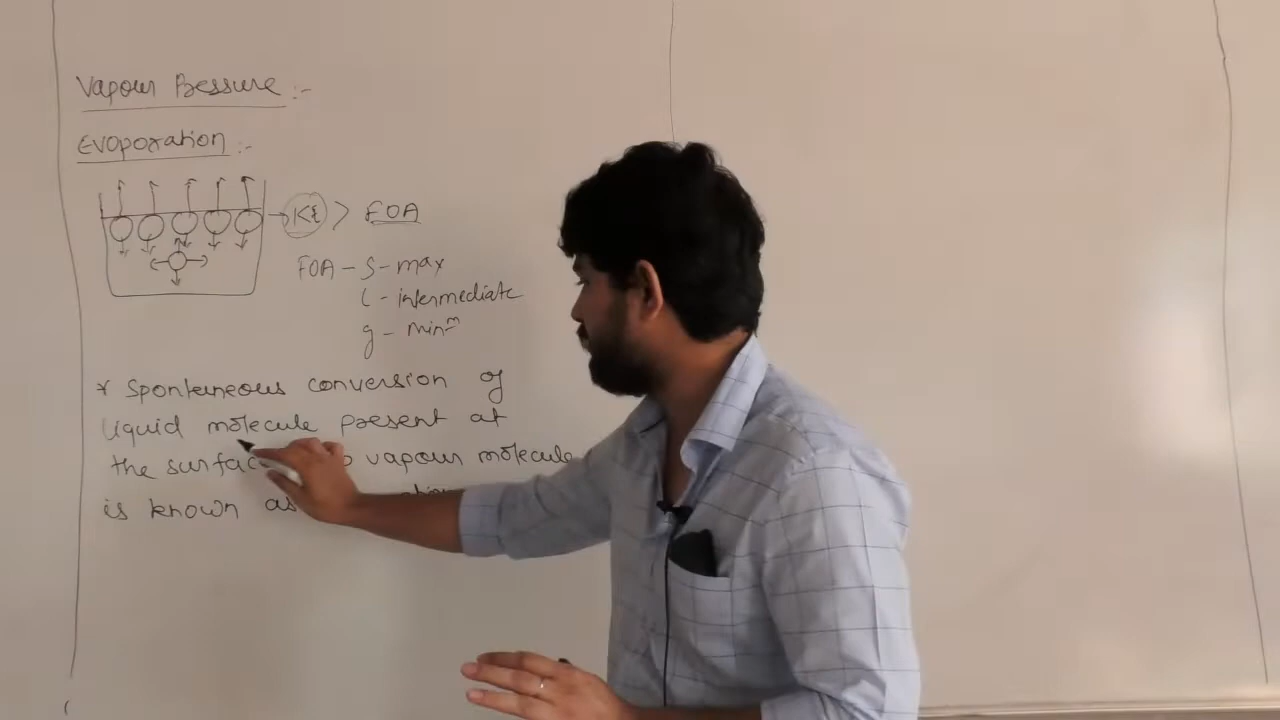 Vapour Pressure :-
Evoporation :-
KE > FOA
FOA - S - max
L - intermediate
g - minᵐ
* Spontaneous conversion of
liquid molecule present at
the surfac vapour molecule
is known as